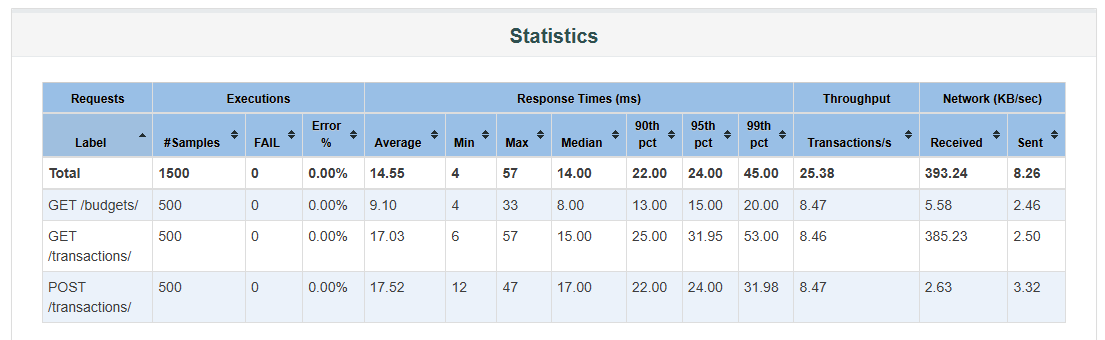 Statistics
Requests Executions Response Times (ms) Throughput Network (KB/sec)
Label #Samples FAIL Error % Average Min Max Median 90th pct 95th pct 99th pct Transactions/s Received Sent
Total 1500 0 0.00% 14.55 4 57 14.00 22.00 24.00 45.00 25.38 393.24 8.26
GET /budgets/ 500 0 0.00% 9.10 4 33 8.00 13.00 15.00 20.00 8.47 5.58 2.46
GET /transactions/ 500 0 0.00% 17.03 6 57 15.00 25.00 31.95 53.00 8.46 385.23 2.50
POST /transactions/ 500 0 0.00% 17.52 12 47 17.00 22.00 24.00 31.98 8.47 2.63 3.32